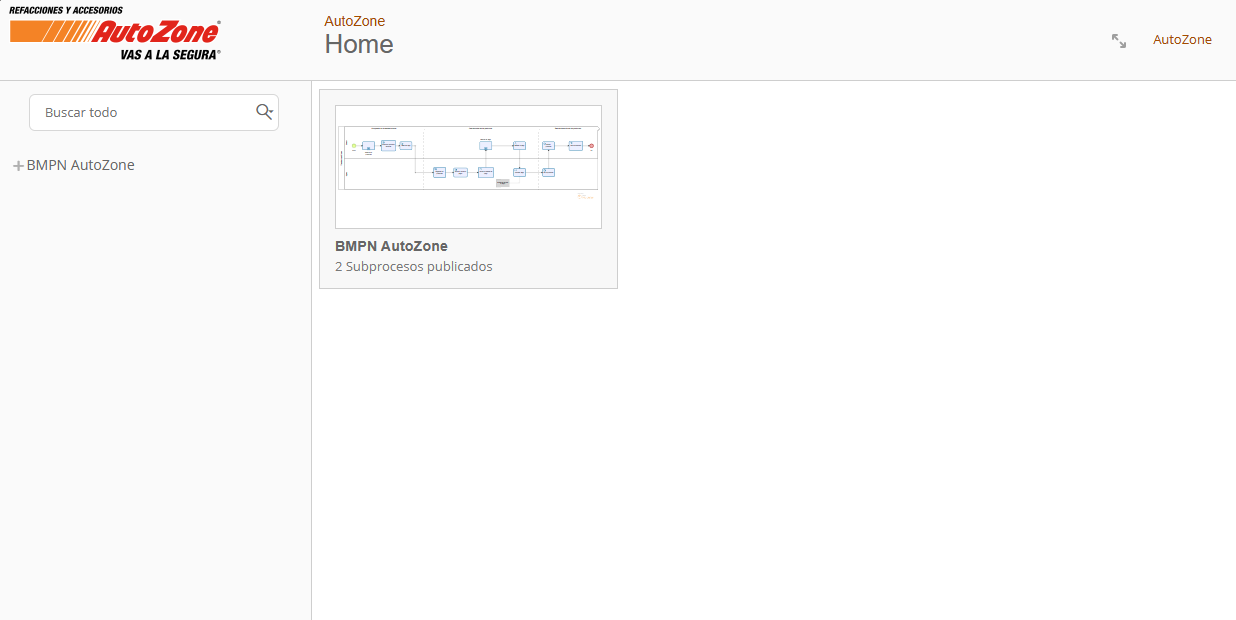 REFACCIONES Y ACCESORIOS
AutoZone
VAS A LA SEGURA
AutoZone
Home
AutoZone
Buscar todo
BMPN AutoZone
BMPN AutoZone
2 Subprocesos publicados